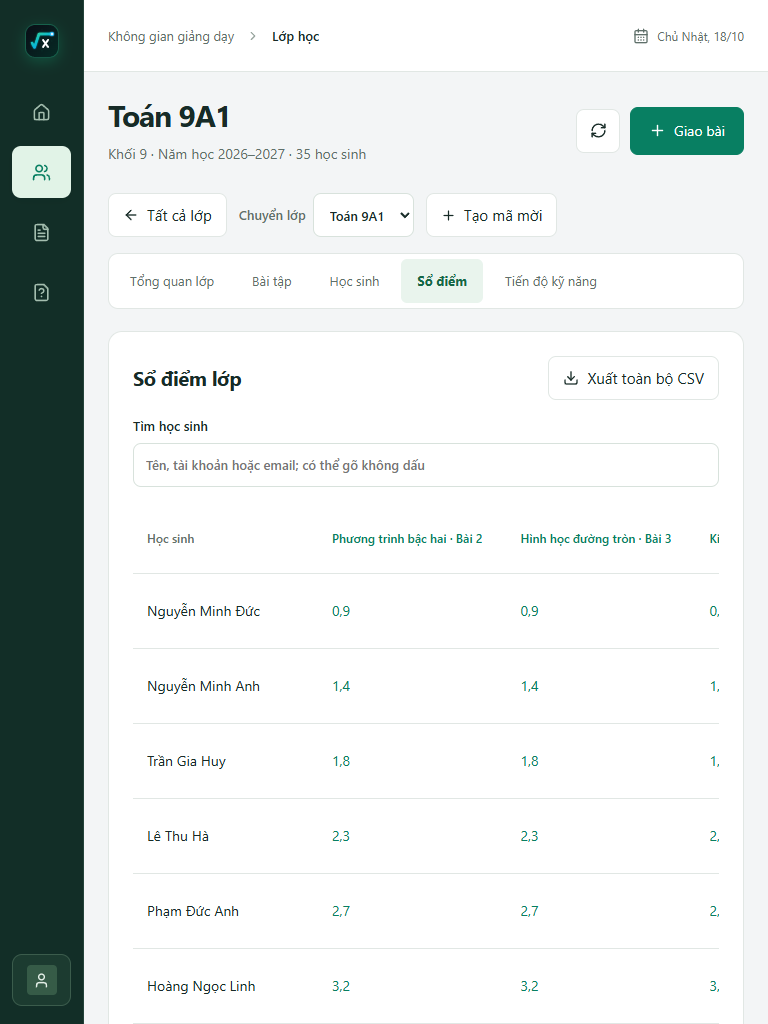 √x
Không gian giảng dạy > Lớp học
Chủ Nhật, 18/10
Toán 9A1
Khối 9 · Năm học 2026–2027 · 35 học sinh
+ Giao bài
← Tất cả lớp
Chuyển lớp
Toán 9A1
+ Tạo mã mời
Tổng quan lớp
Bài tập
Học sinh
Sổ điểm
Tiến độ kỹ năng
Sổ điểm lớp
Xuất toàn bộ CSV
Tìm học sinh
Tên, tài khoản hoặc email; có thể gõ không dấu
Học sinh Phương trình bậc hai · Bài 2 Hình học đường tròn · Bài 3
Nguyễn Minh Đức 0,9 0,9 0,
Nguyễn Minh Anh 1,4 1,4 1,
Trần Gia Huy 1,8 1,8 1,
Lê Thu Hà 2,3 2,3 2,
Phạm Đức Anh 2,7 2,7 2,
Hoàng Ngọc Linh 3,2 3,2 3,